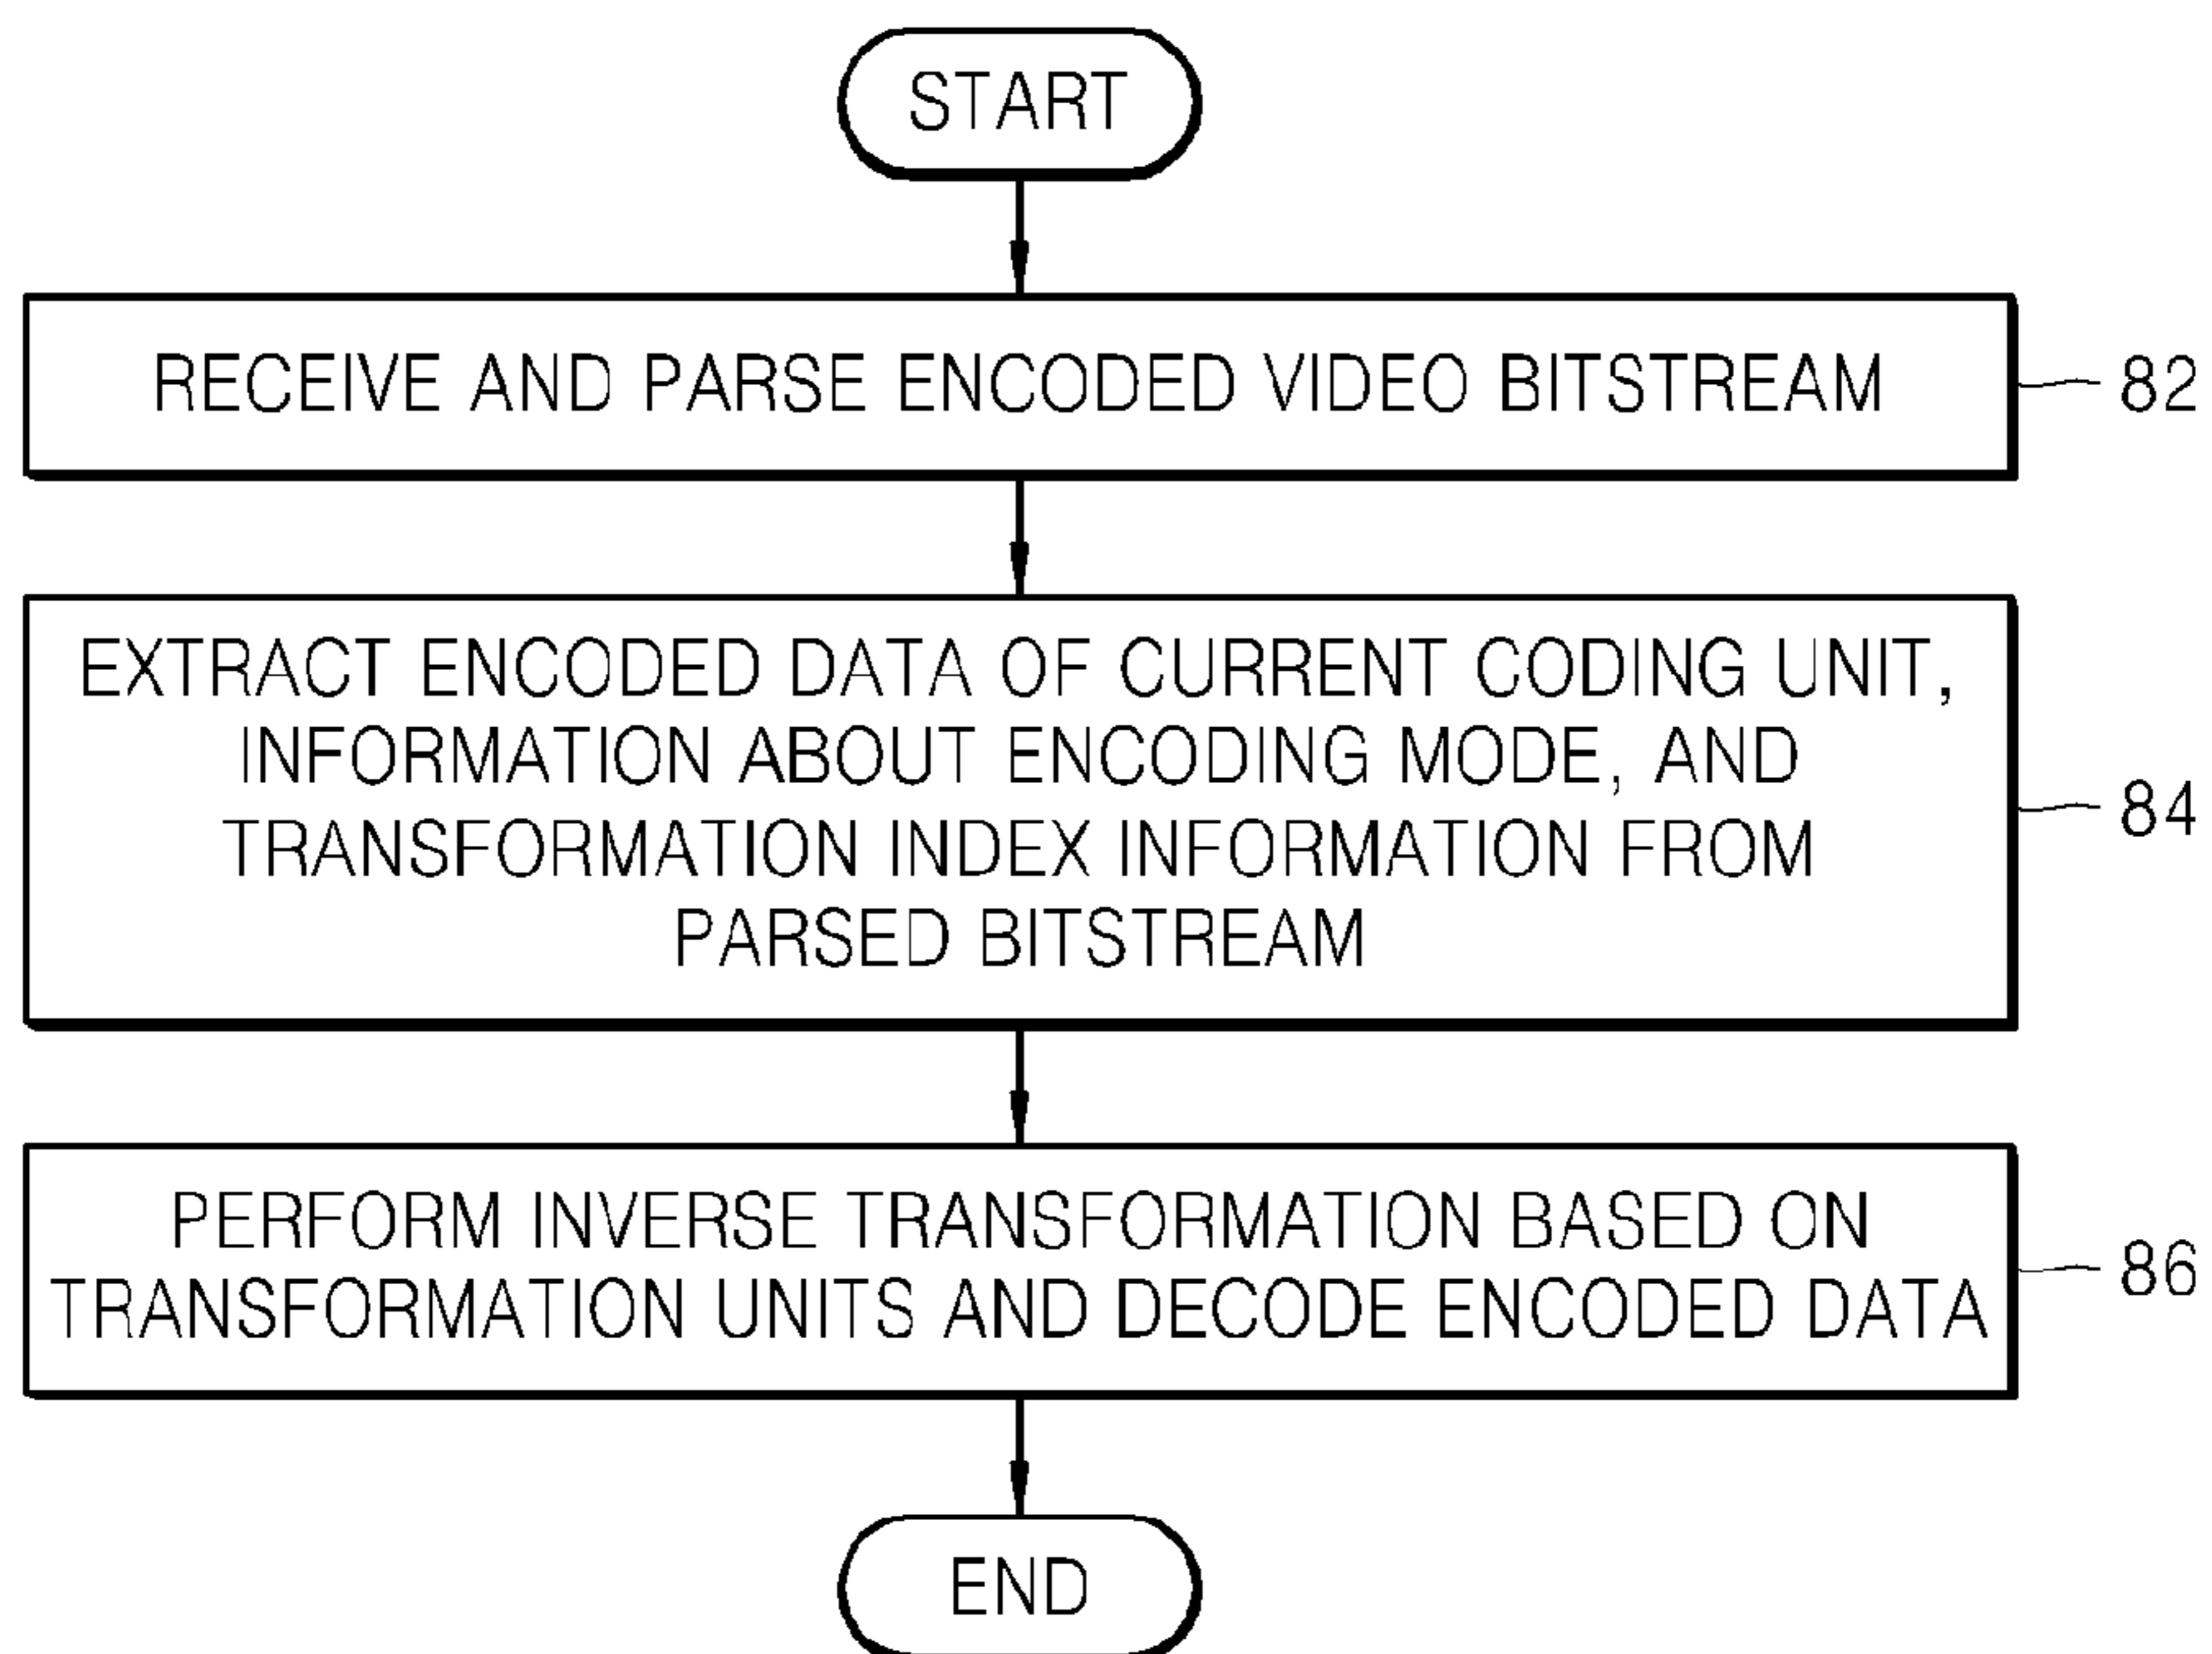 START
RECEIVE AND PARSE ENCODED VIDEO BITSTREAM
82
EXTRACT ENCODED DATA OF CURRENT CODING UNIT,
INFORMATION ABOUT ENCODING MODE, AND
TRANSFORMATION INDEX INFORMATION FROM
PARSED BITSTREAM
84
PERFORM INVERSE TRANSFORMATION BASED ON
TRANSFORMATION UNITS AND DECODE ENCODED DATA
86
END